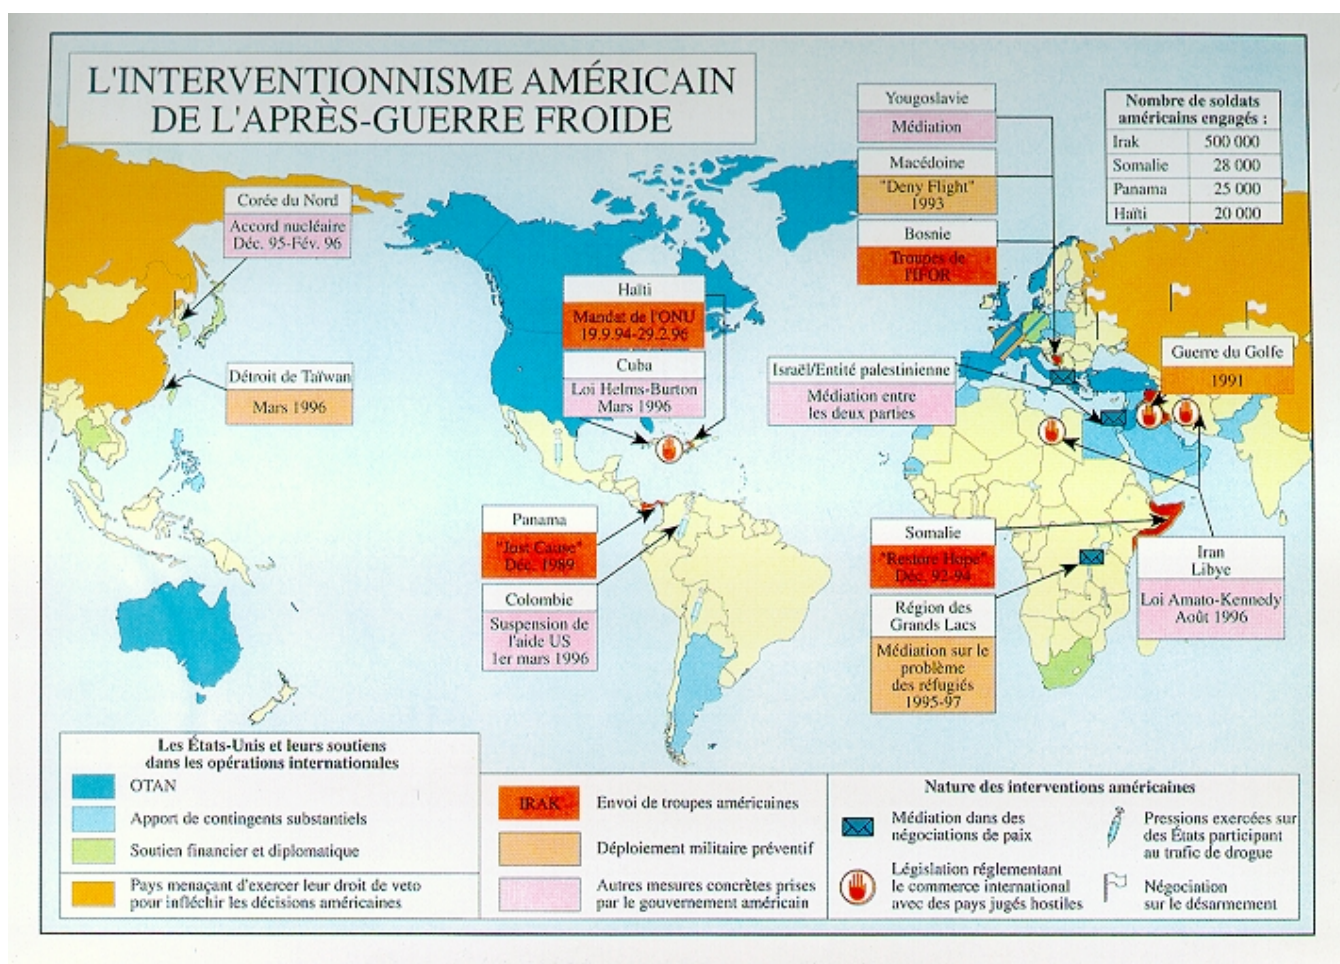 L'INTERVENTIONNISME AMÉRICAIN
DE L'APRÈS-GUERRE FROIDE
Yougoslavie
Médiation
Macédoine
"Deny Flight"
1993
Bosnie
Troupes de
l'IFOR
Nombre de soldats
américains engagés :
Irak 500 000
Somalie 28 000
Panama 25 000
Haïti 20 000
Corée du Nord
Accord nucléaire
Déc. 95-Fév. 96
Détroit de Taïwan
Mars 1996
Haïti
Mandat de l'ONU
19.9.94-29.2.96
Cuba
Loi Helms-Burton
Mars 1996
Israël/Entité palestinienne
Médiation entre
les deux parties
Guerre du Golfe
1991
Panama
"Just Cause"
Déc. 1989
Colombie
Suspension de
l'aide US
1er mars 1996
Somalie
"Restore Hope"
Déc. 92-94
Région des
Grands Lacs
Médiation sur le
problème
des réfugiés
1995-97
Iran
Libye
Loi Amato-Kennedy
Août 1996
Les États-Unis et leurs soutiens
dans les opérations internationales
OTAN
Apport de contingents substantiels
Soutien financier et diplomatique
Pays menaçant d'exercer leur droit de veto
pour infléchir les décisions américaines
IRAK
Envoi de troupes américaines
Déploiement militaire préventif
Autres mesures concrètes prises
par le gouvernement américain
Nature des interventions américaines
Médiation dans des
négociations de paix
Législation réglementant
le commerce international
avec des pays jugés hostiles
Pressions exercées sur
des États participant
au trafic de drogue
Négociation
sur le désarmement